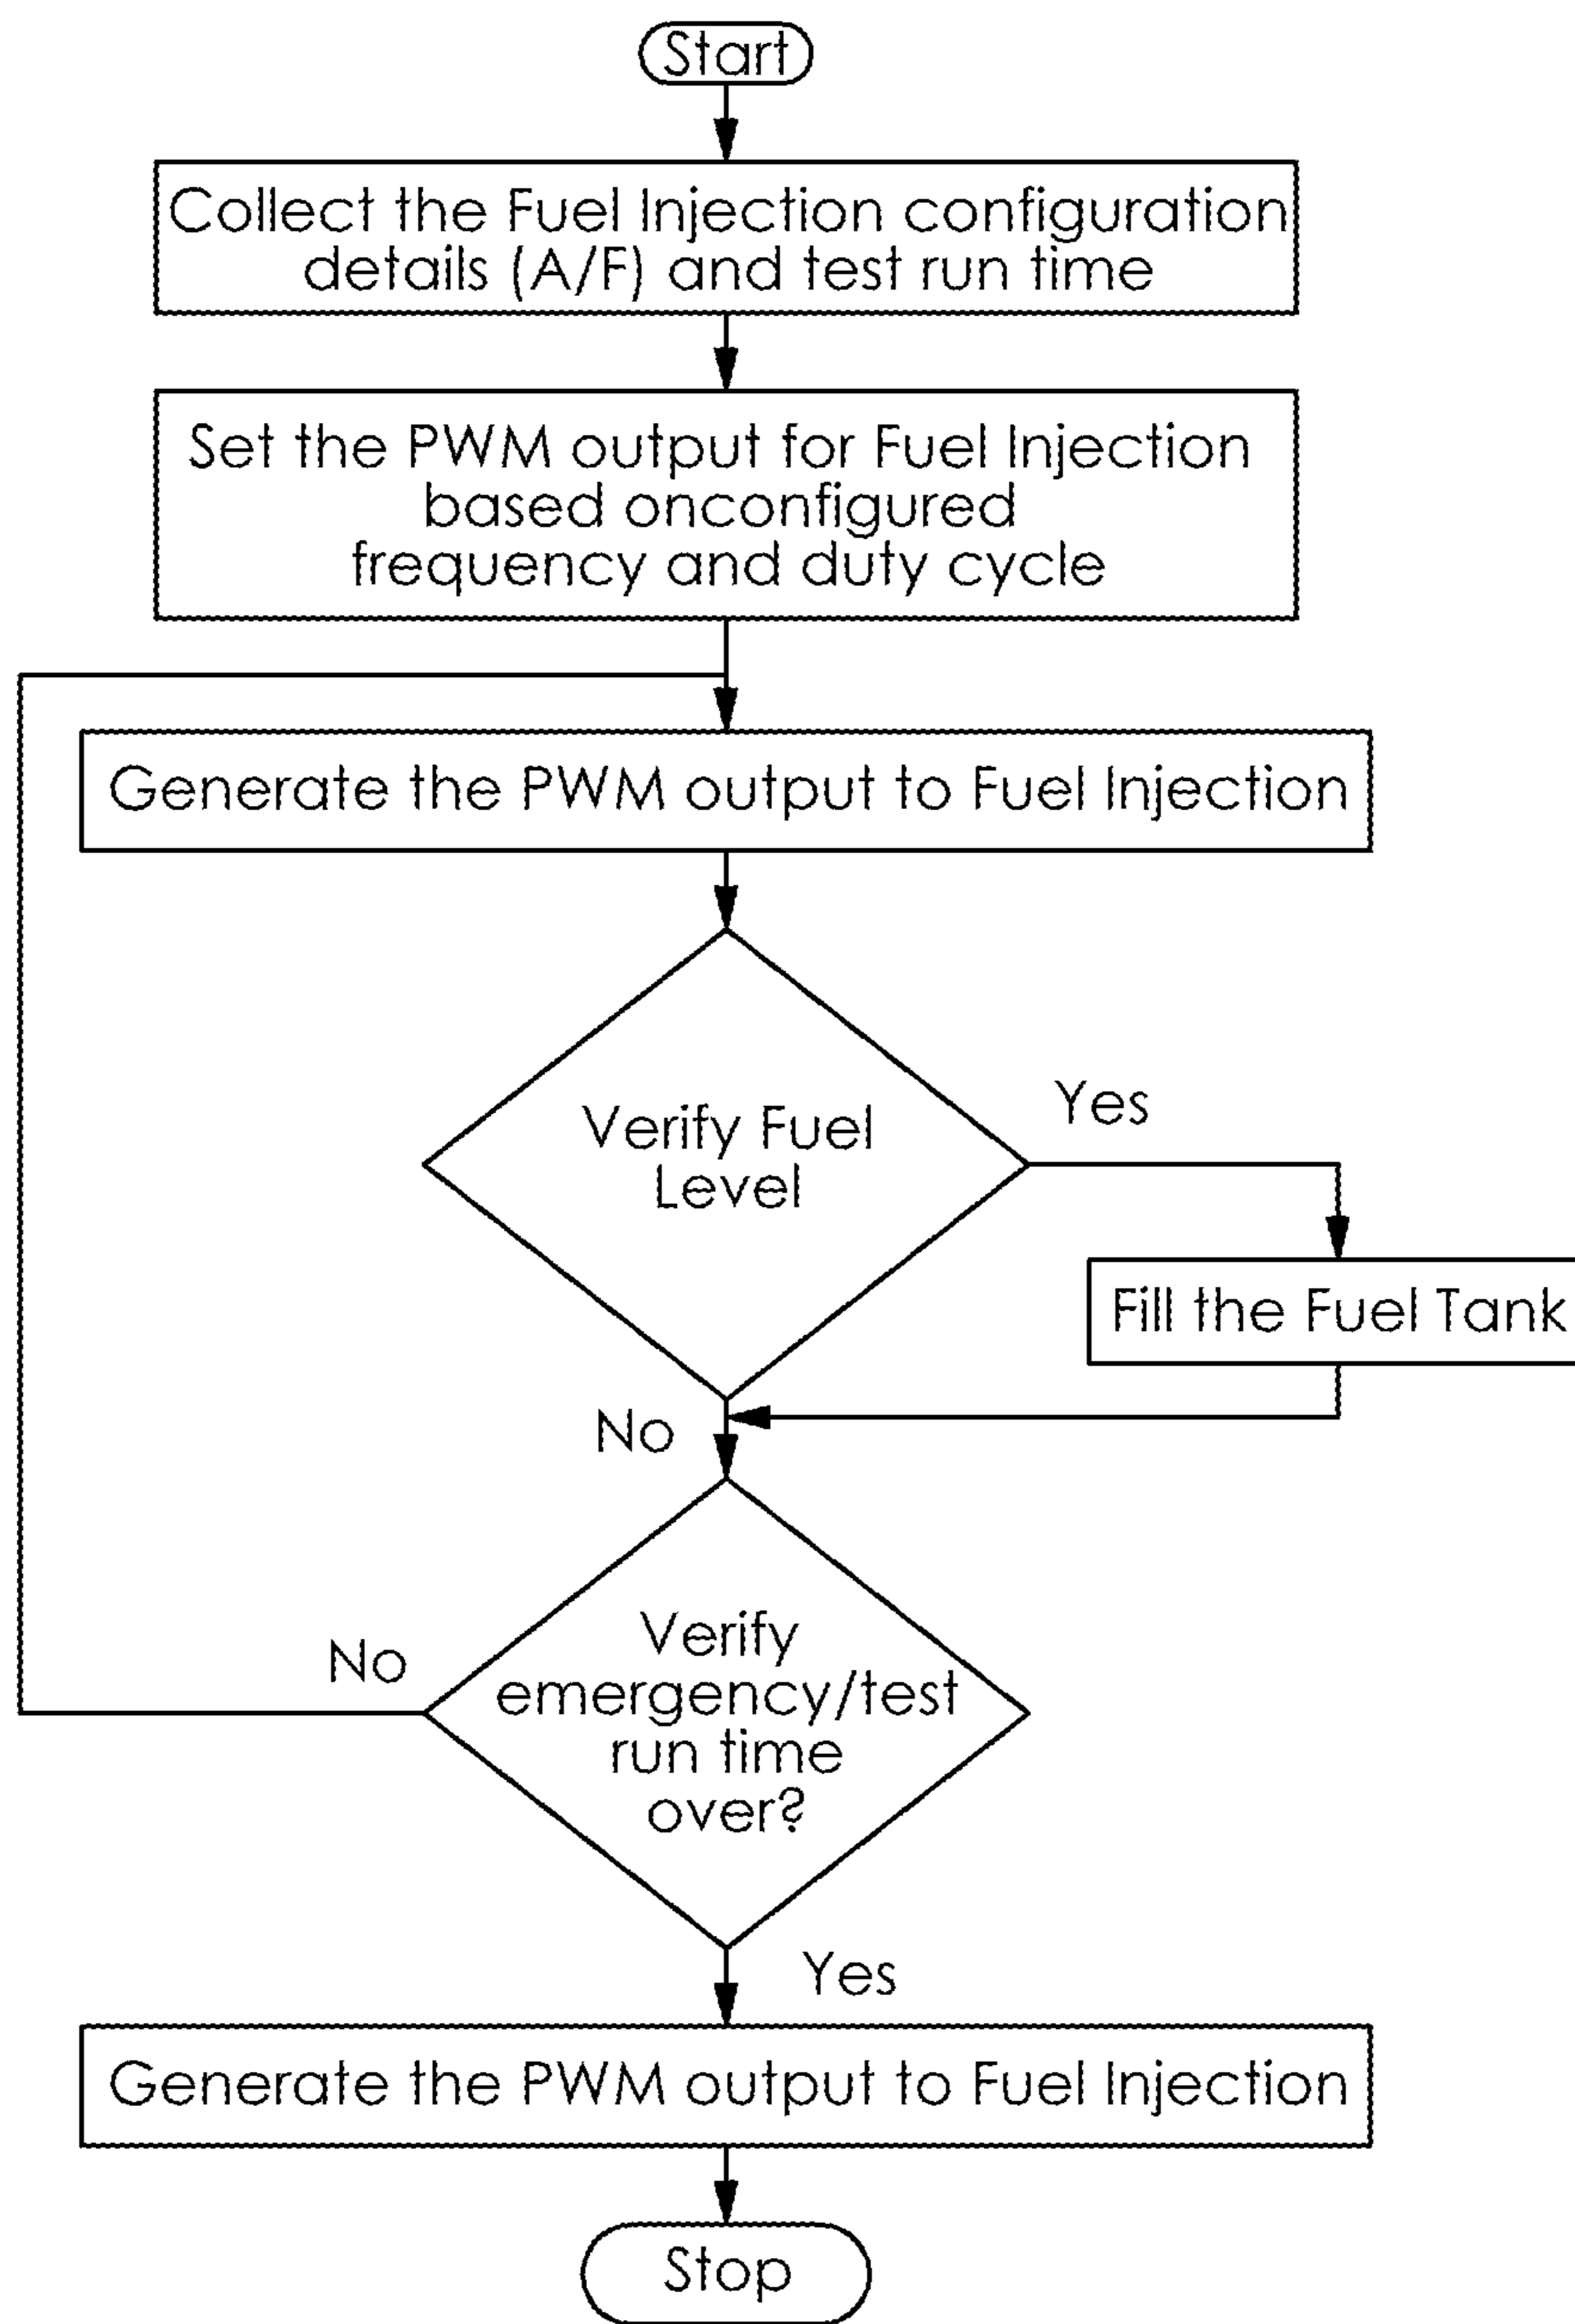 Start
Collect the Fuel Injection configuration
details (A/F) and test run time
Set the PWM output for Fuel Injection
based onconfigured
frequency and duty cycle
Generate the PWM output to Fuel Injection
Verify Fuel
Level
Yes
Fill the Fuel Tank
No
Verify
emergency/test
run time
over?
No
Yes
Generate the PWM output to Fuel Injection
Stop